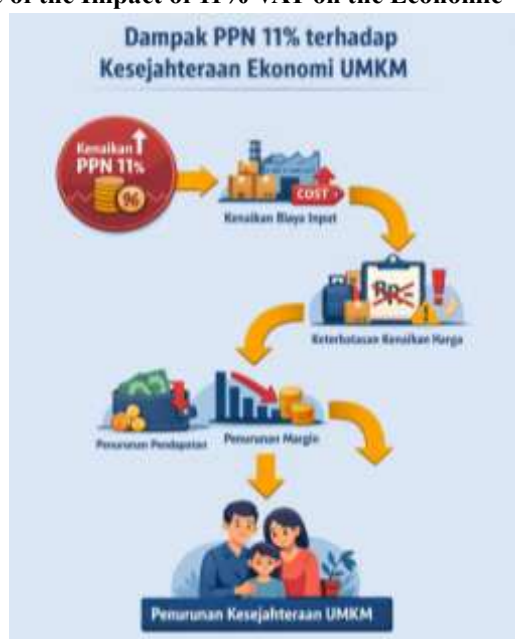 of the Impact of 11% VAT on the Economic
Dampak PPN 11% terhadap
Kesejahteraan Ekonomi UMKM
Kenaikan
PPN 11%
%
COST
Kenaikan Biaya Input
Rp
Keterbatasan Kenaikan Harga
Penurunan Pendapatan
Penurunan Margin
Penurunan Kesejahteraan UMKM